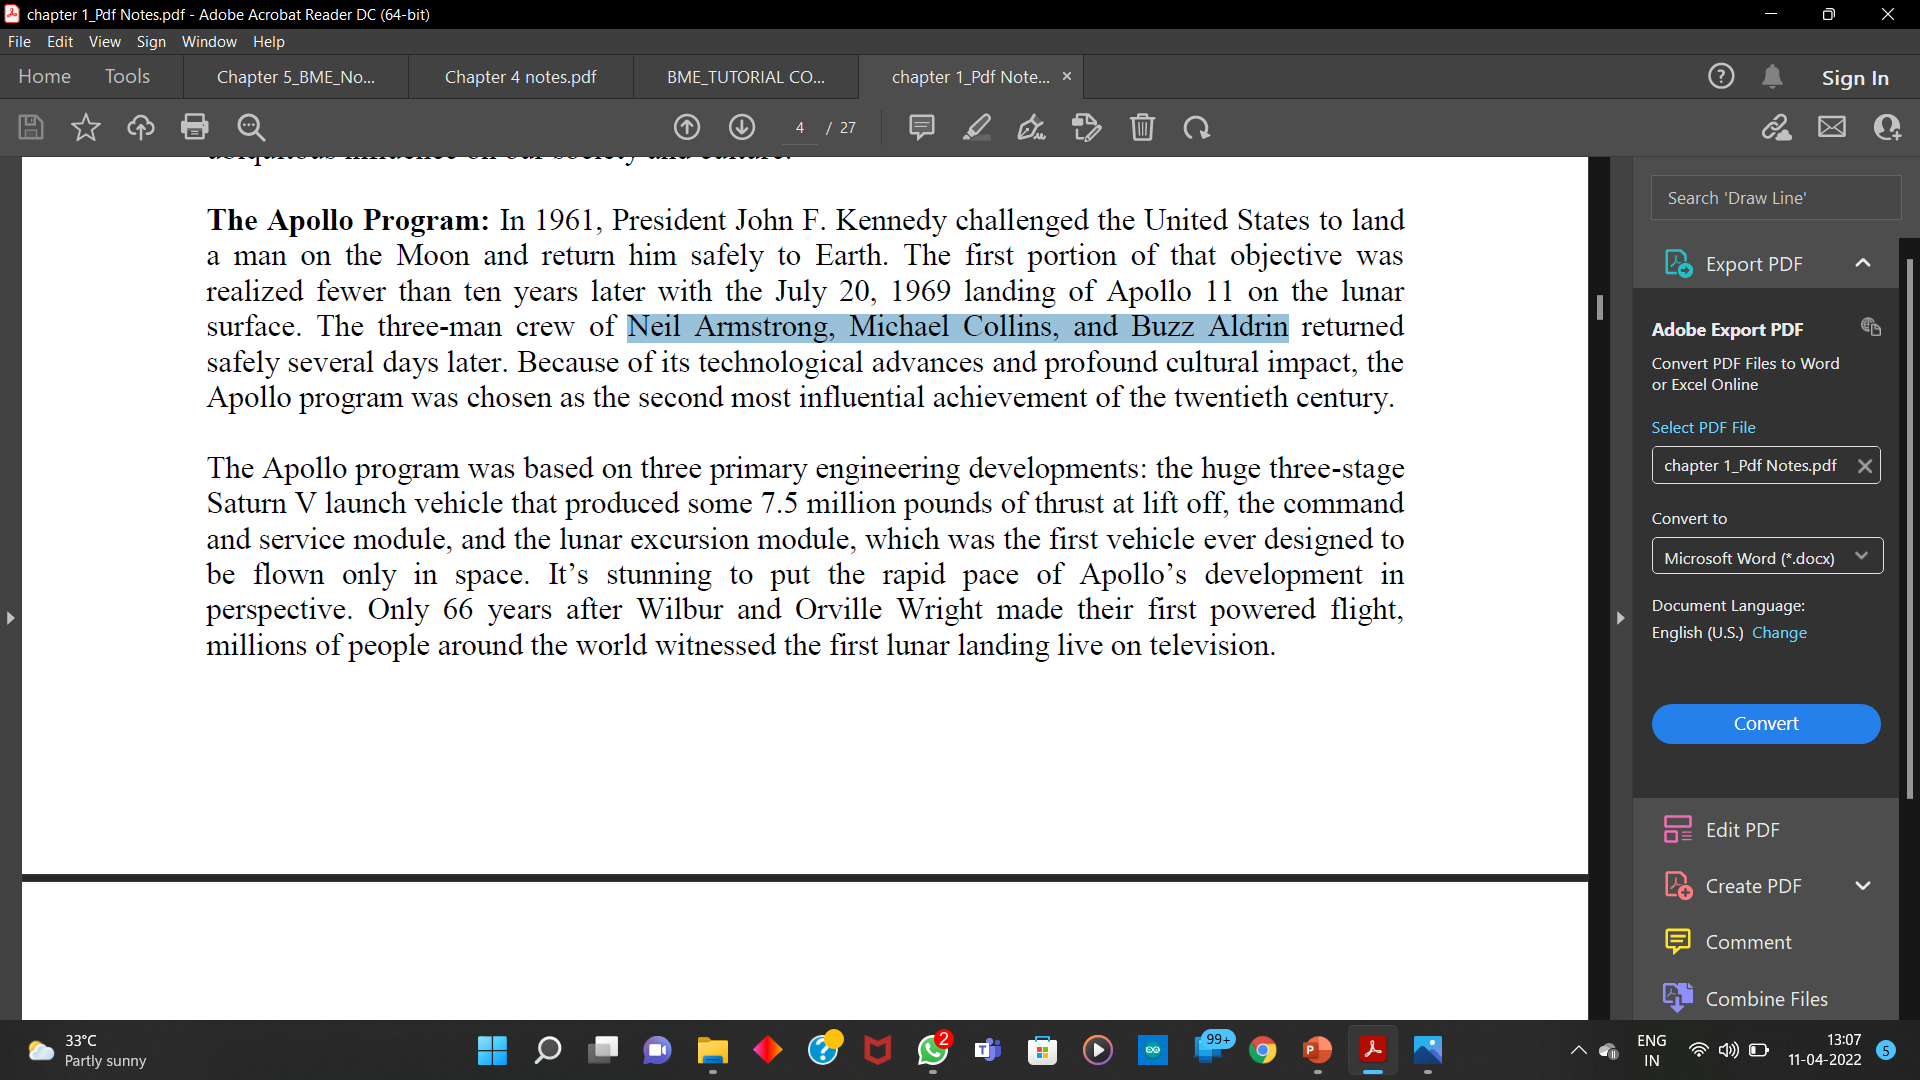 chapter 1_Pdf Notes.pdf - Adobe Acrobat Reader DC (64-bit)
File Edit View Sign Window Help
Home Tools Chapter 5_BME_No... Chapter 4 notes.pdf BME_TUTORIAL CO... chapter 1_Pdf Note... × Sign In
4 / 27
ubiquitous influence on our society and culture.
The Apollo Program: In 1961, President John F. Kennedy challenged the United States to land
a man on the Moon and return him safely to Earth. The first portion of that objective was
realized fewer than ten years later with the July 20, 1969 landing of Apollo 11 on the lunar
surface. The three-man crew of Neil Armstrong, Michael Collins, and Buzz Aldrin returned
safely several days later. Because of its technological advances and profound cultural impact, the
Apollo program was chosen as the second most influential achievement of the twentieth century.
The Apollo program was based on three primary engineering developments: the huge three-stage
Saturn V launch vehicle that produced some 7.5 million pounds of thrust at lift off, the command
and service module, and the lunar excursion module, which was the first vehicle ever designed to
be flown only in space. It’s stunning to put the rapid pace of Apollo’s development in
perspective. Only 66 years after Wilbur and Orville Wright made their first powered flight,
millions of people around the world witnessed the first lunar landing live on television.
Search 'Draw Line'
Export PDF
Adobe Export PDF
Convert PDF Files to Word
or Excel Online
Select PDF File
chapter 1_Pdf Notes.pdf
Convert to
Microsoft Word (*.docx)
Document Language:
English (U.S.) Change
Convert
Edit PDF
Create PDF
Comment
Combine Files
33°C
Partly sunny
2
99+
ENG
IN
13:07
11-04-2022
5